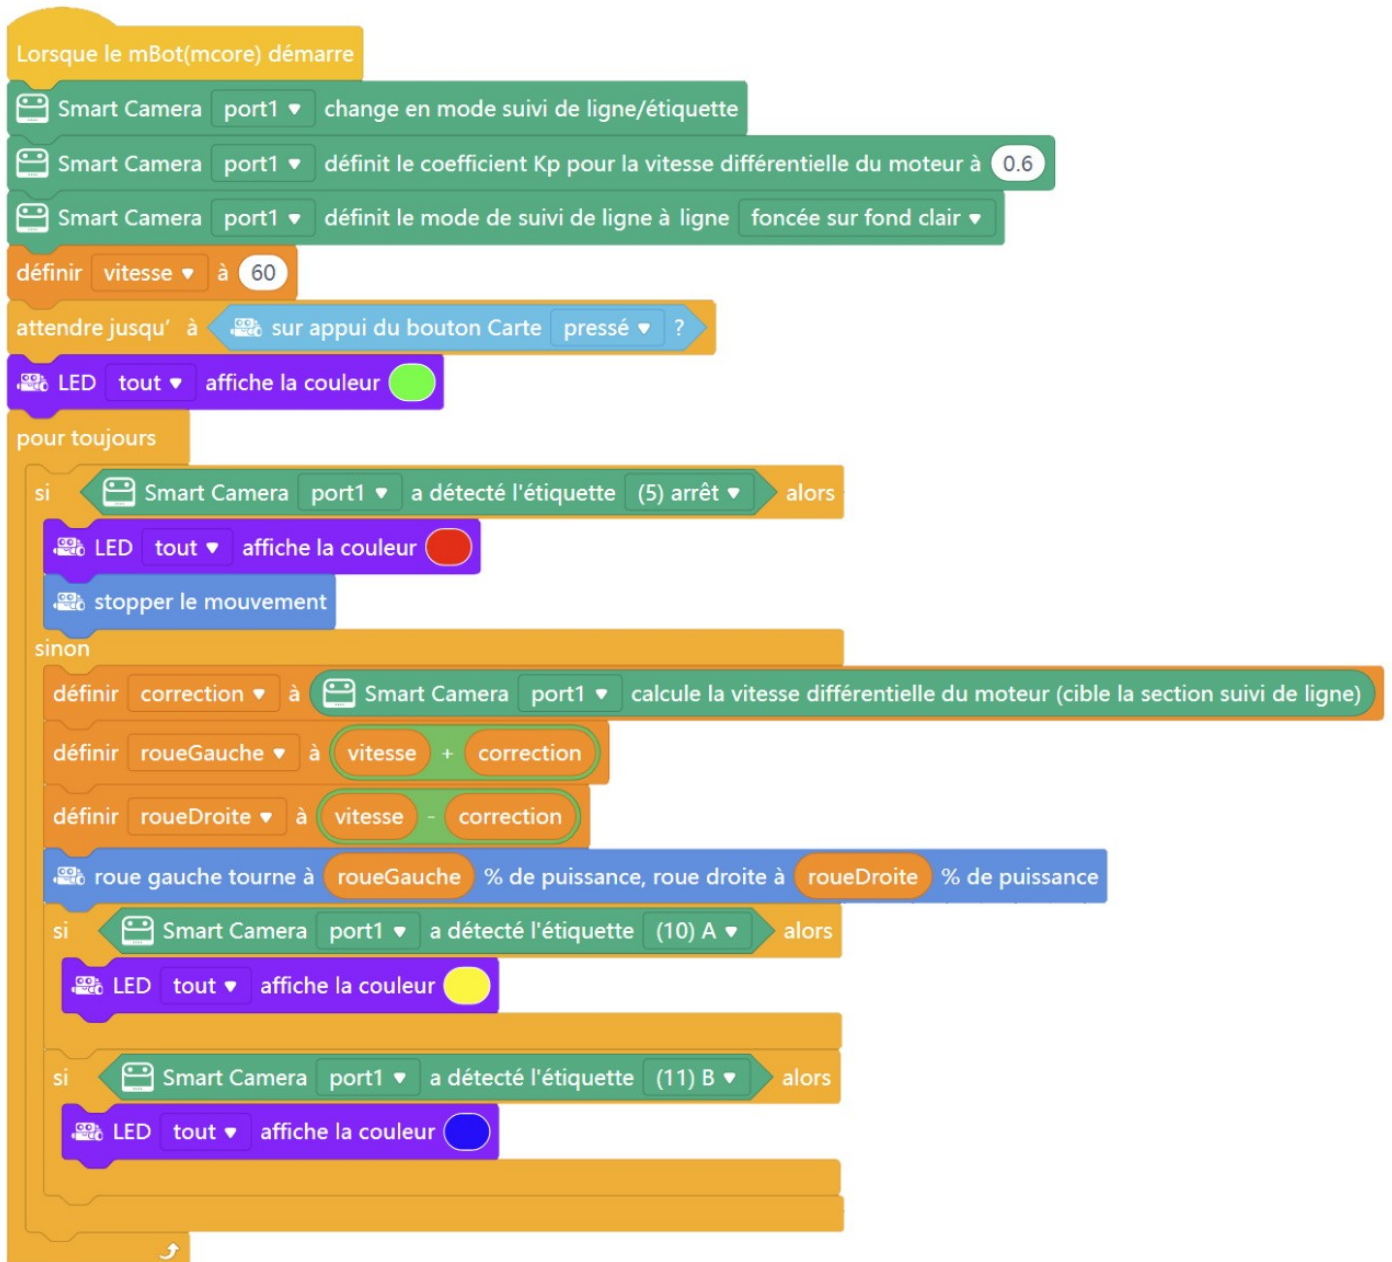 Lorsque le mBot(mcore) démarre
Smart Camera port1 change en mode suivi de ligne/étiquette
Smart Camera port1 définit le coefficient Kp pour la vitesse différentielle du moteur à 0.6
Smart Camera port1 définit le mode de suivi de ligne à ligne foncée sur fond clair
définir vitesse à 60
attendre jusqu' à sur appui du bouton Carte pressé ?
LED tout affiche la couleur
pour toujours
si Smart Camera port1 a détecté l'étiquette (5) arrêt alors
LED tout affiche la couleur
stopper le mouvement
sinon
définir correction à Smart Camera port1 calcule la vitesse différentielle du moteur (cible la section suivi de ligne)
définir roueGauche à vitesse + correction
définir roueDroite à vitesse - correction
roue gauche tourne à roueGauche % de puissance, roue droite à roueDroite % de puissance
si Smart Camera port1 a détecté l'étiquette (10) A alors
LED tout affiche la couleur
si Smart Camera port1 a détecté l'étiquette (11) B alors
LED tout affiche la couleur